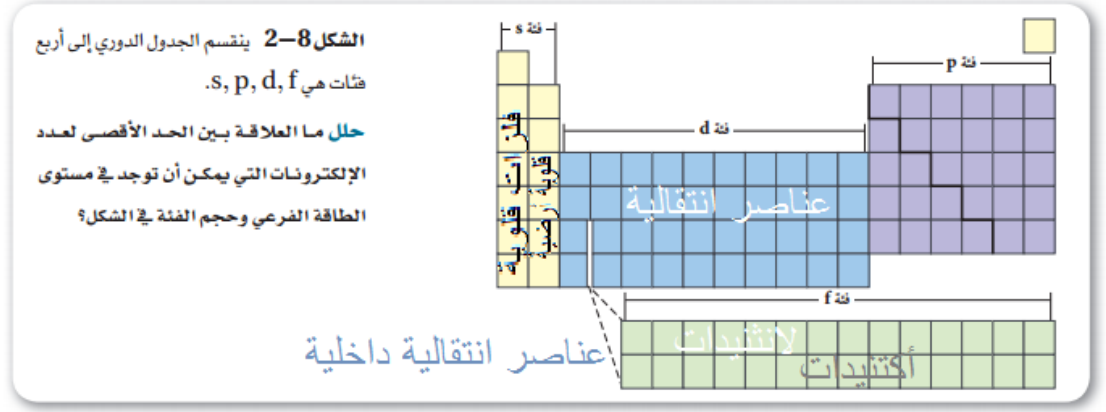 الشكل 8–2 ينقسم الجدول الدوري إلى أربع
فئات هي s, p, d, f.
حلل ما العلاقة بين الحد الأقصى لعدد
الإلكترونات التي يمكن أن توجد في مستوى
الطاقة الفرعي وحجم الفئة في الشكل؟
فئة s
فئة p
فئة d
فلزات قلوية
قلوية أرضية
عناصر انتقالية
فئة f
لانثنيدات
أكتنيدات
عناصر انتقالية داخلية